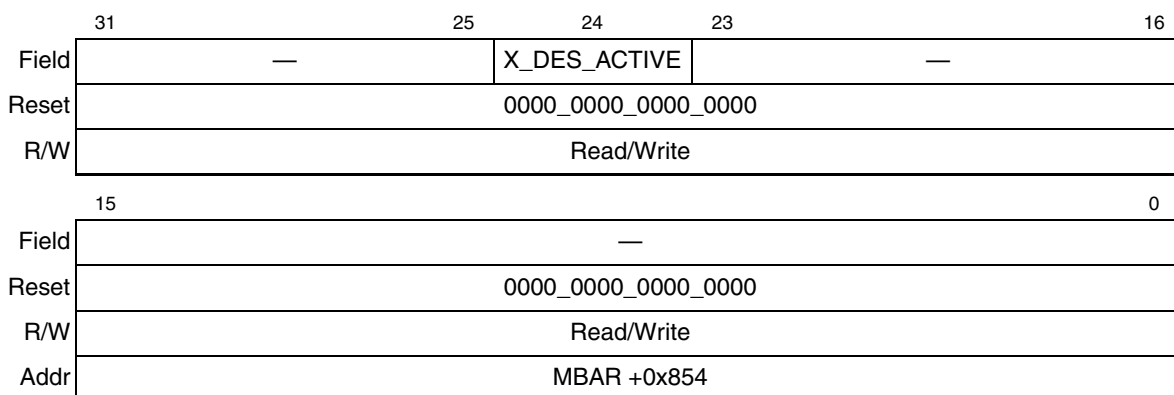 31 25 24 23 16
Field — X_DES_ACTIVE —
Reset 0000_0000_0000_0000
R/W Read/Write
15 0
Field —
Reset 0000_0000_0000_0000
R/W Read/Write
Addr MBAR +0x854